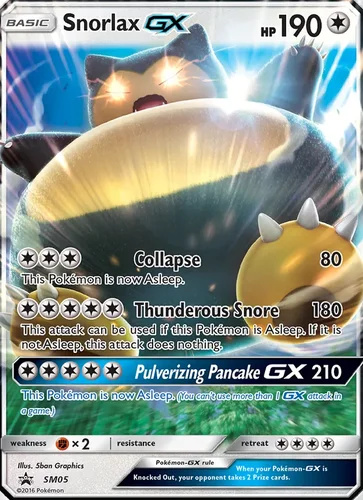 BASIC Snorlax GX HP 190
Collapse 80
This Pokémon is now Asleep.
Thunderous Snore 180
This attack can be used if this Pokémon is Asleep. If it is
not Asleep, this attack does nothing.
Pulverizing Pancake GX 210
This Pokémon is now Asleep. (You can't use more than 1 GX attack in
a game.)
weakness × 2 resistance retreat
Illus. 5ban Graphics
SM05
©2016 Pokémon
Pokémon-GX rule
When your Pokémon-GX is
Knocked Out, your opponent takes 2 Prize cards.